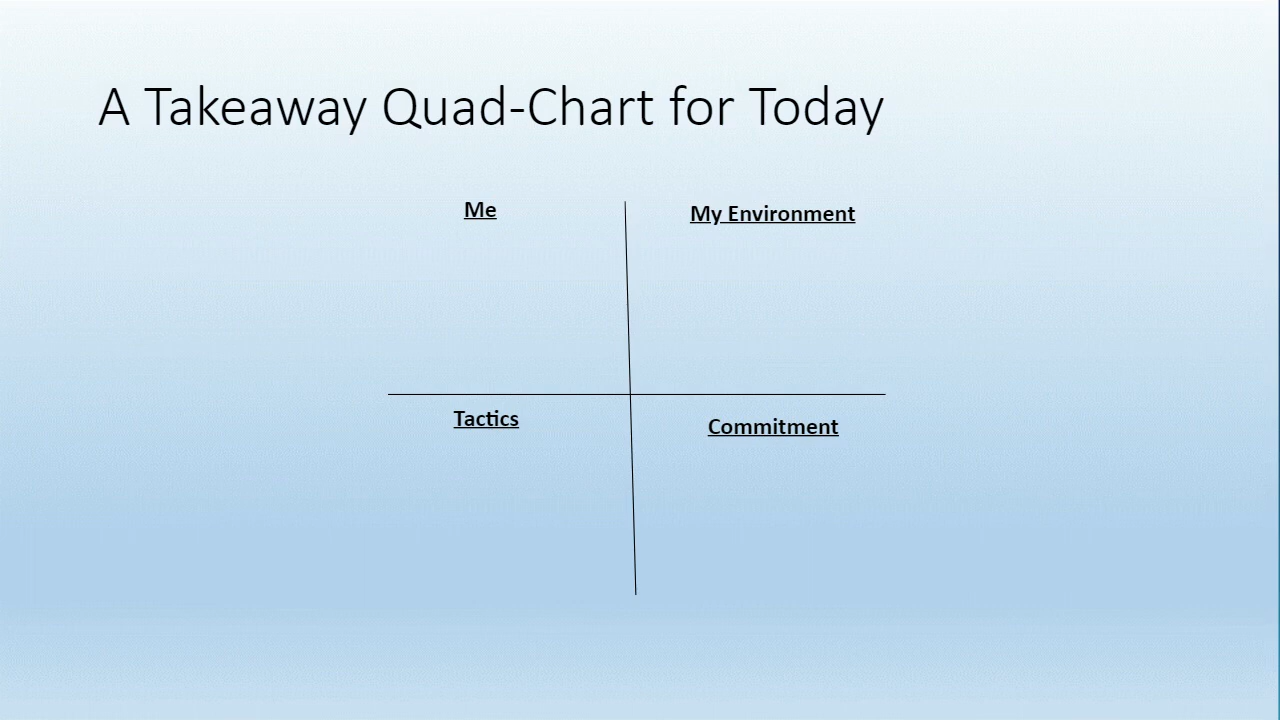 A Takeaway Quad-Chart for Today
Me
My Environment
Tactics
Commitment